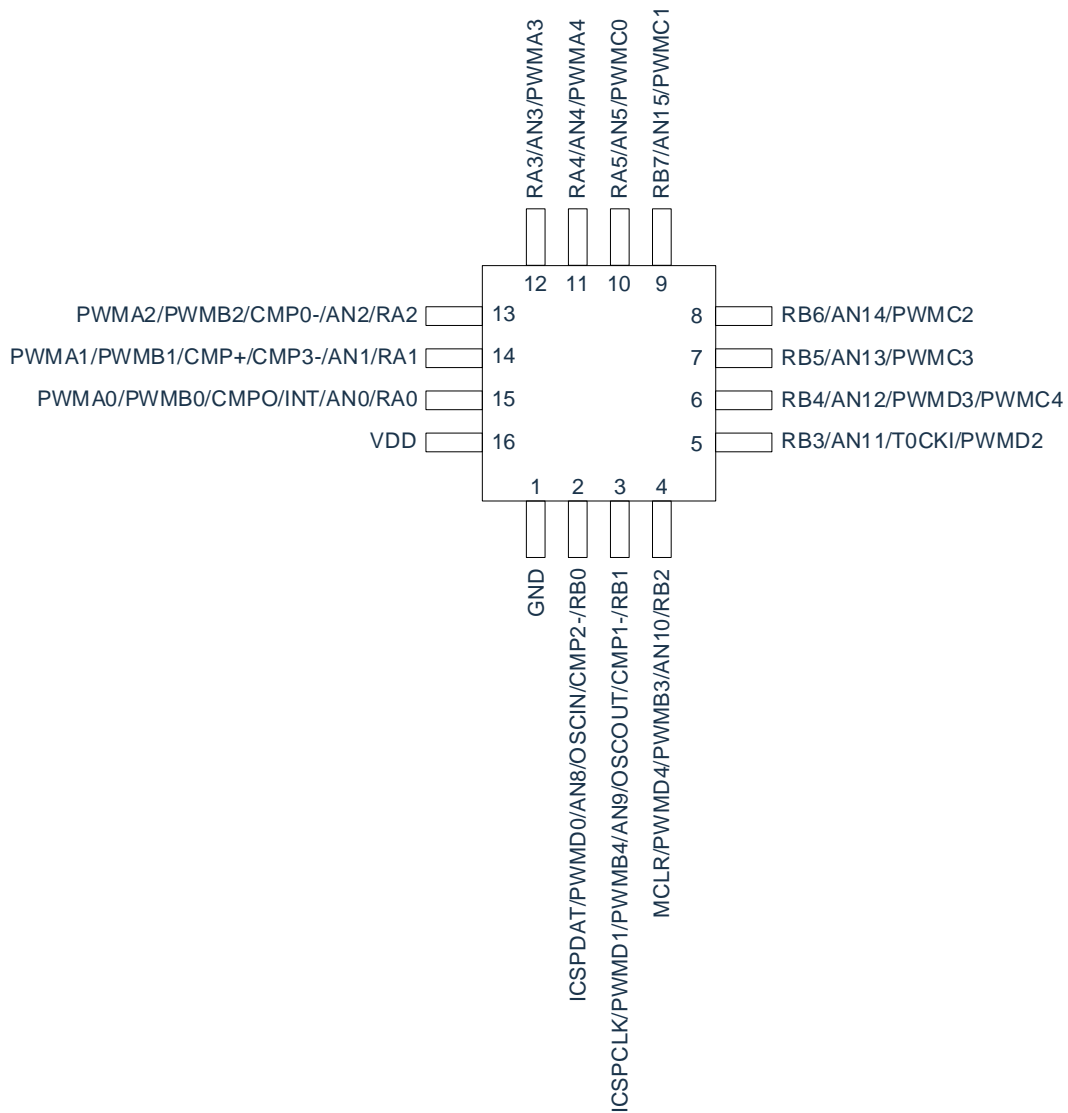 RA3/AN3/PWMA3
RA4/AN4/PWMA4
RA5/AN5/PWMC0
RB7/AN15/PWMC1
12
11
10
9
PWMA2/PWMB2/CMP0-/AN2/RA2
13
8
RB6/AN14/PWMC2
PWMA1/PWMB1/CMP+/CMP3-/AN1/RA1
14
7
RB5/AN13/PWMC3
PWMA0/PWMB0/CMPO/INT/AN0/RA0
15
6
RB4/AN12/PWMD3/PWMC4
VDD
16
5
RB3/AN11/T0CKI/PWMD2
1
2
3
4
GND
ICSPDAT/PWMD0/AN8/OSCIN/CMP2-/RB0
ICSPCLK/PWMD1/PWMB4/AN9/OSCOUT/CMP1-/RB1
MCLR/PWMD4/PWMB3/AN10/RB2